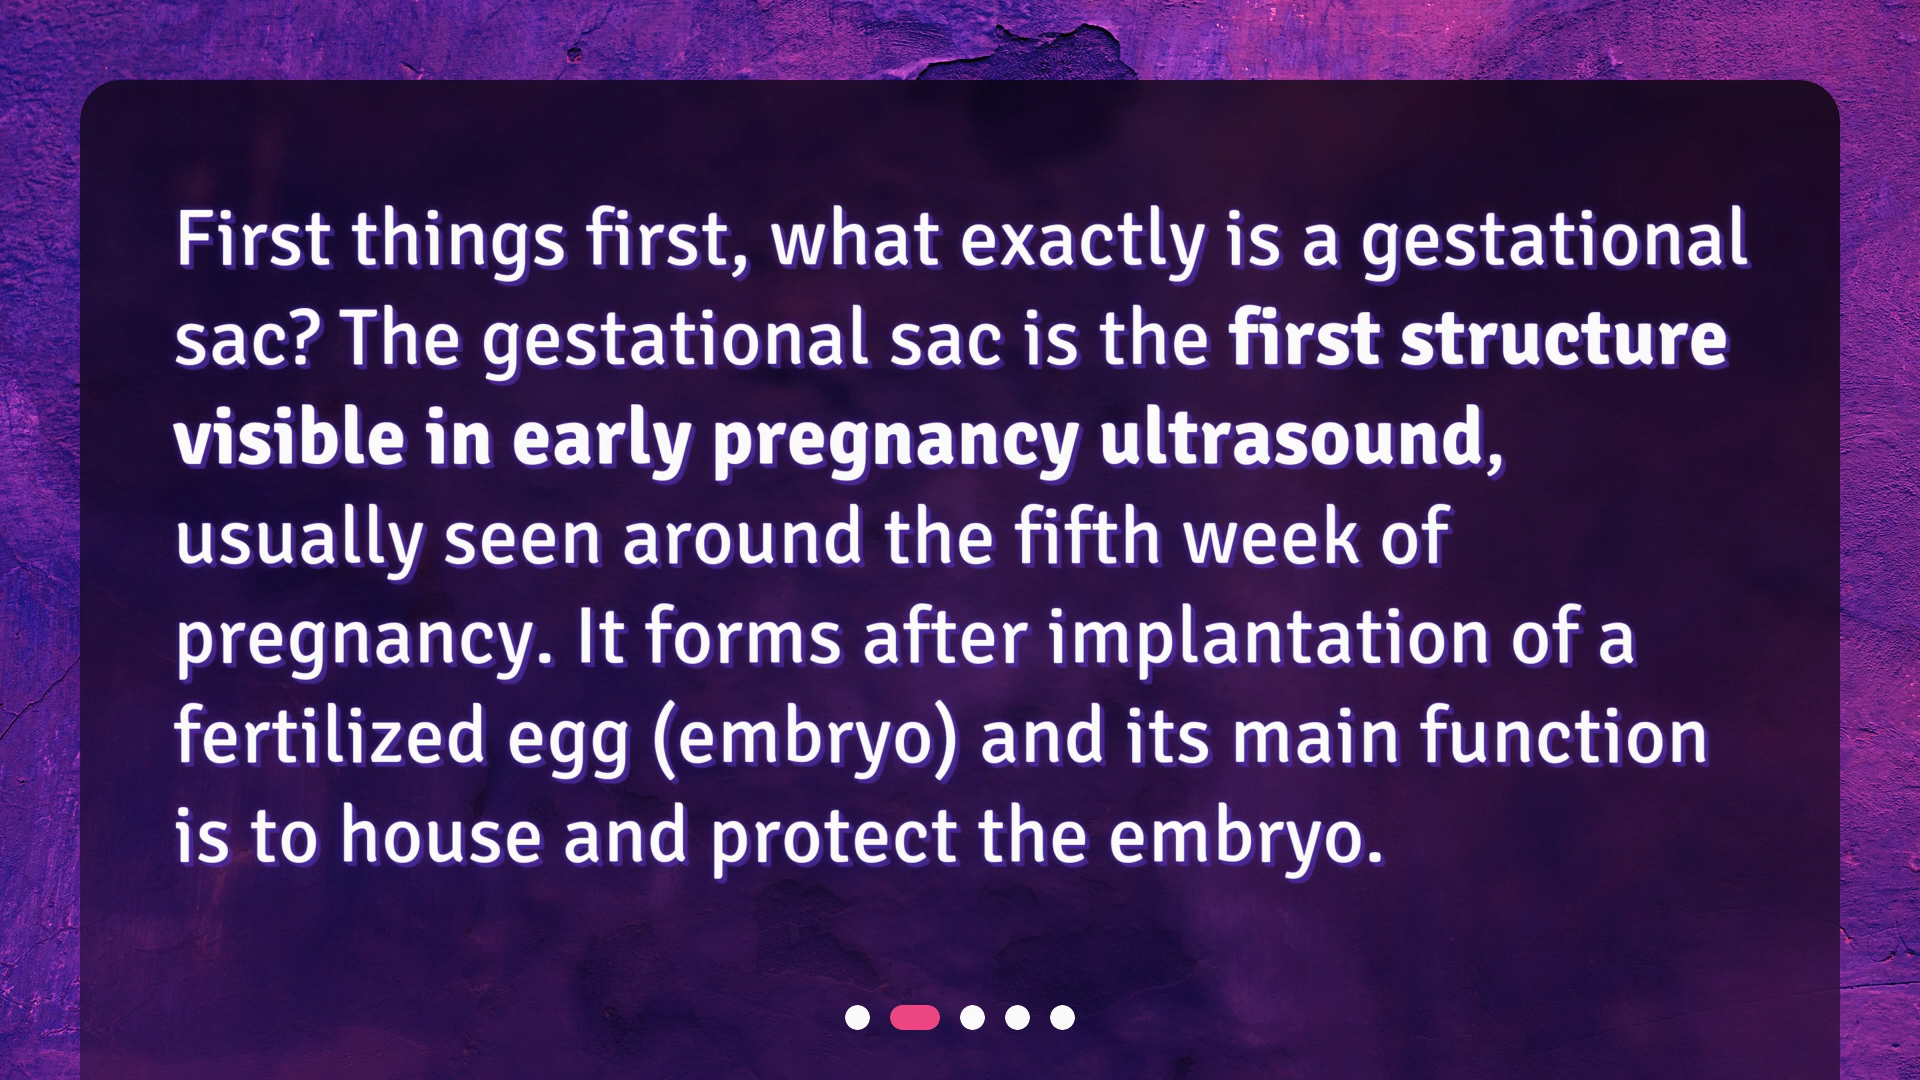 First things first, what exactly is a gestational
sac? The gestational sac is the first structure
visible in early pregnancy ultrasound,
usually seen around the fifth week of
pregnancy. It forms after implantation of a
fertilized egg (embryo) and its main function
is to house and protect the embryo.